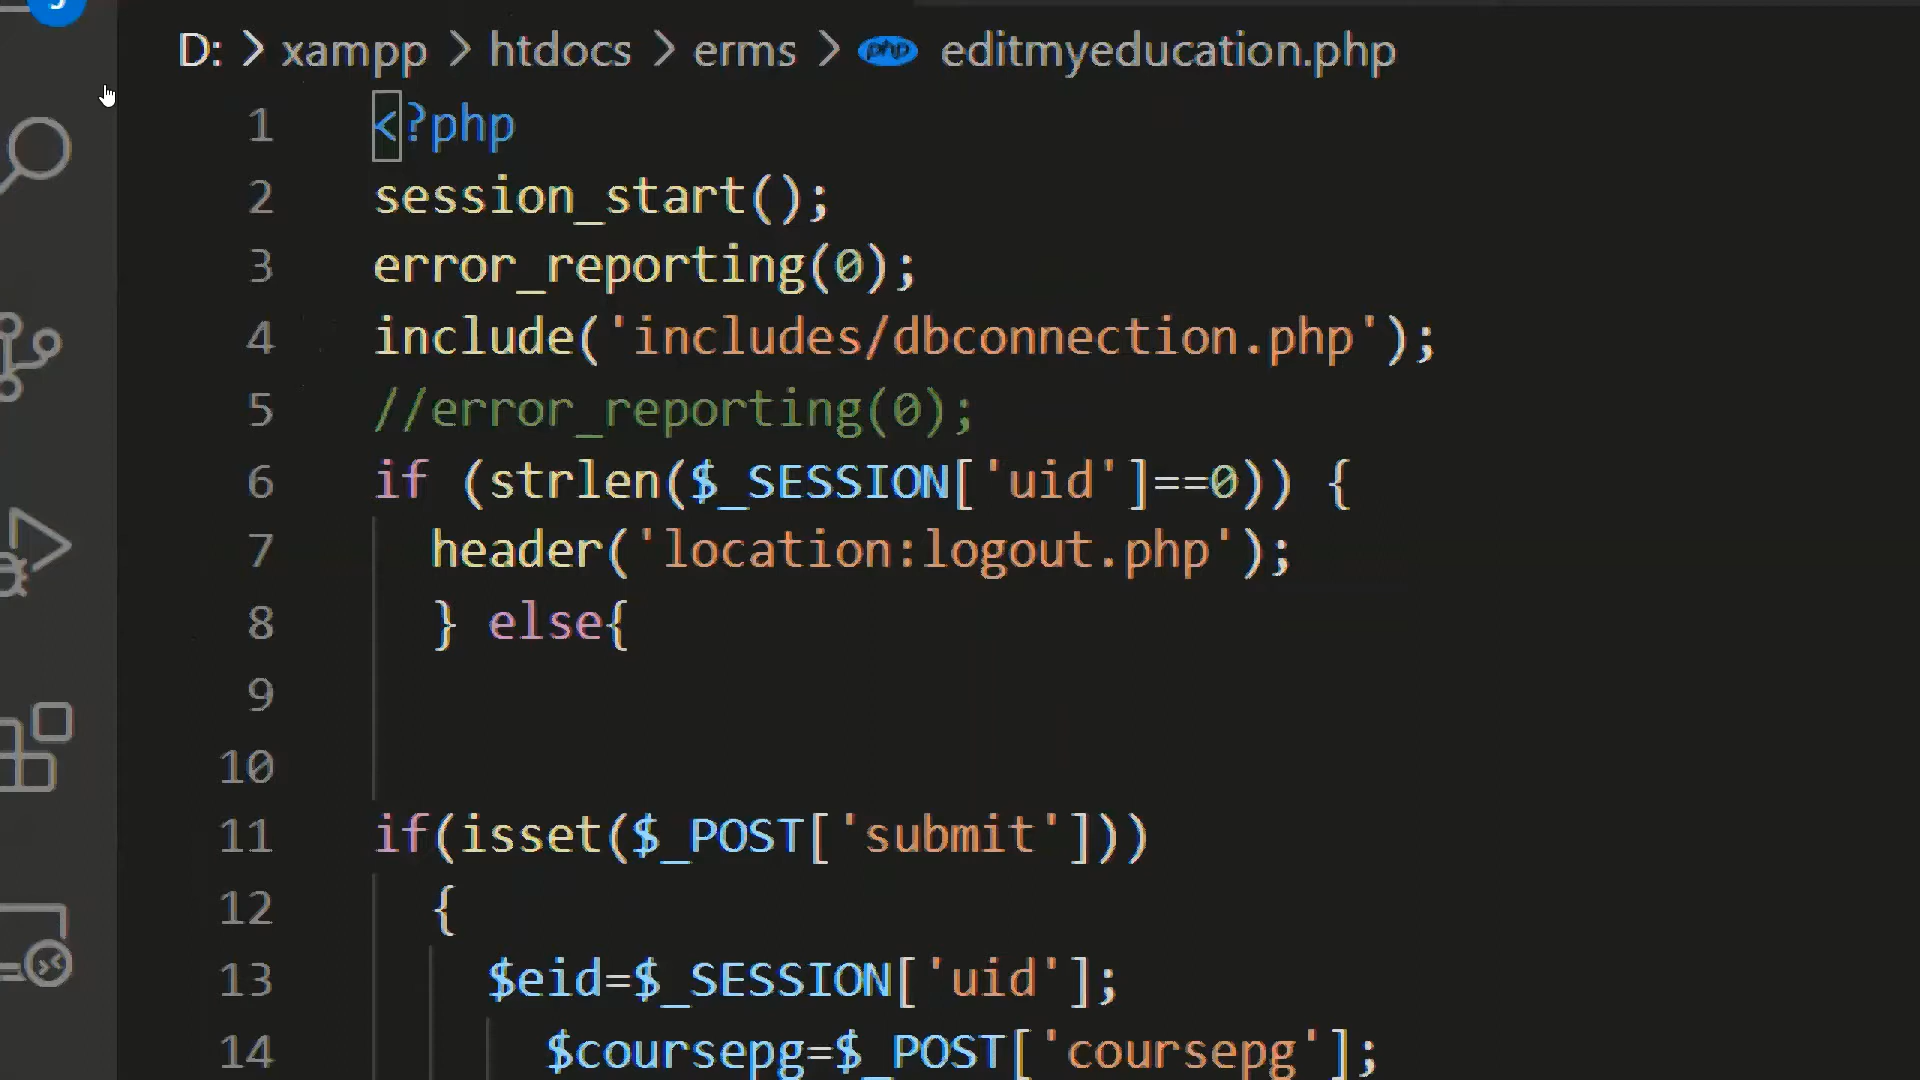 D: > xampp > htdocs > erms > php editmyeducation.php
1 <?php
2 session_start();
3 error_reporting(0);
4 include('includes/dbconnection.php');
5 //error_reporting(0);
6 if (strlen($_SESSION['uid']==0)) {
7 header('location:logout.php');
8 } else{
9
10
11 if(isset($_POST['submit']))
12 {
13 $eid=$_SESSION['uid'];
14 $coursepg=$_POST['coursepg'];